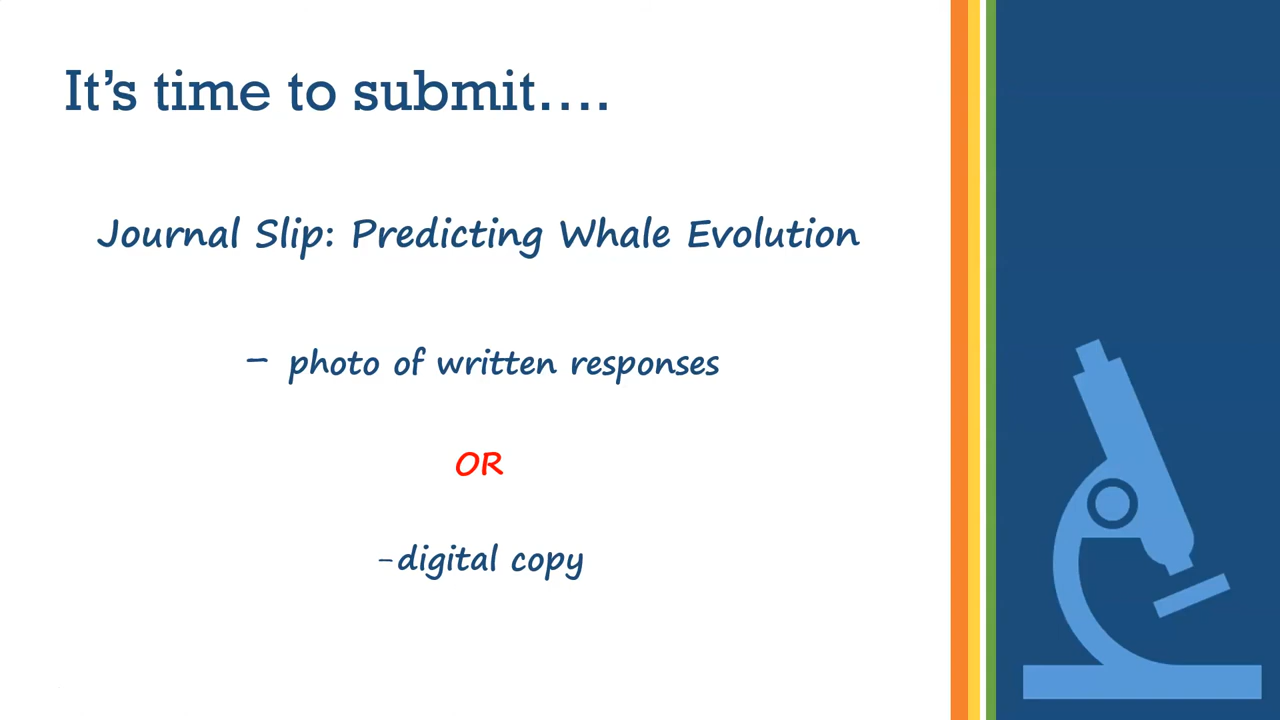 It's time to submit....
Journal Slip: Predicting Whale Evolution
– photo of written responses
OR
-digital copy